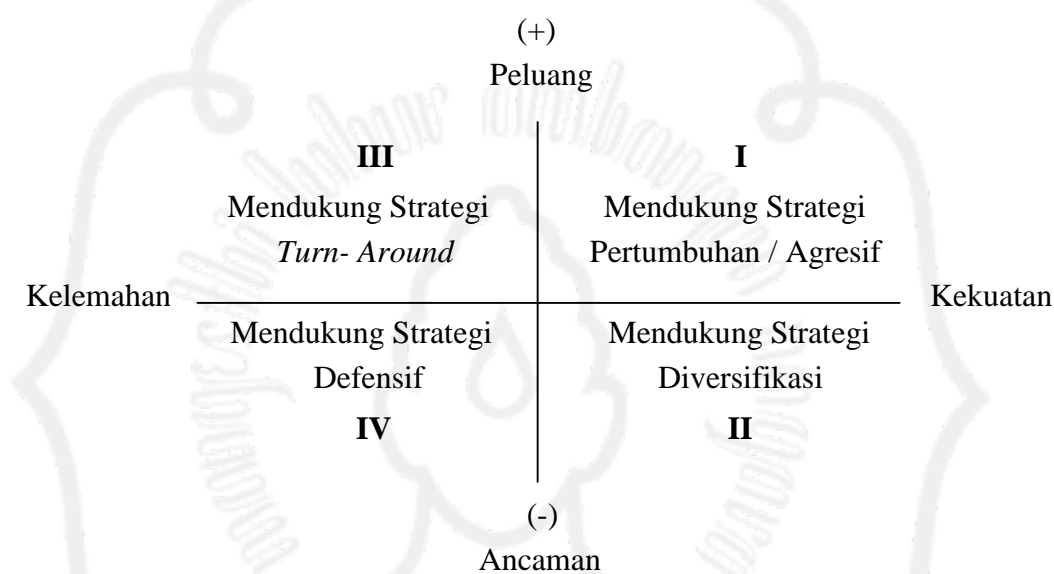 (+)
Peluang
III
I
Mendukung Strategi
Turn- Around
Mendukung Strategi
Pertumbuhan / Agresif
Kelemahan
Kekuatan
Mendukung Strategi
Defensif
IV
Mendukung Strategi
Diversifikasi
II
(-)
Ancaman